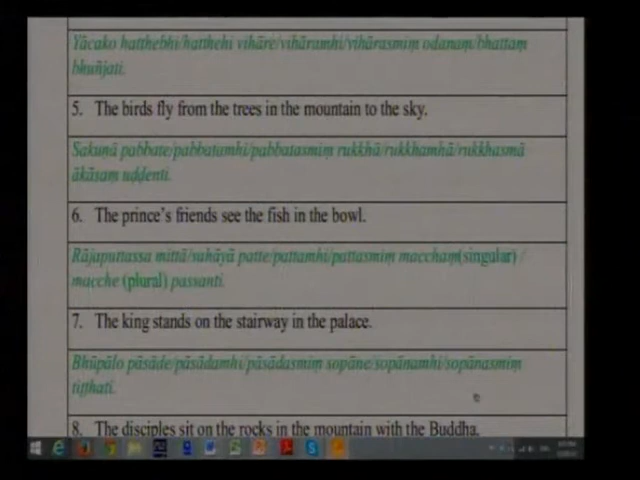 Yācako hatthebhi/hatthehi vihāre/vihāramhi/vihārasmiṃ odanaṃ/bhattaṃ
bhuñjati.
5. The birds fly from the trees in the mountain to the sky.
Sakuṇā pabbate/pabbatamhi/pabbatasmiṃ rukkhā/rukkhamhā/rukkhasmā
ākāsaṃ uḍḍenti.
6. The prince's friends see the fish in the bowl.
Rājaputtassa mittā/sahāyā patte/pattamhi/pattasmiṃ macchaṃ(singular) /
macche (plural) passanti.
7. The king stands on the stairway in the palace.
Bhūpālo pāsāde/pāsādamhi/pāsādasmiṃ sopāne/sopānamhi/sopānasmiṃ
tiṭṭhati.
8. The disciples sit on the rocks in the mountain with the Buddha.